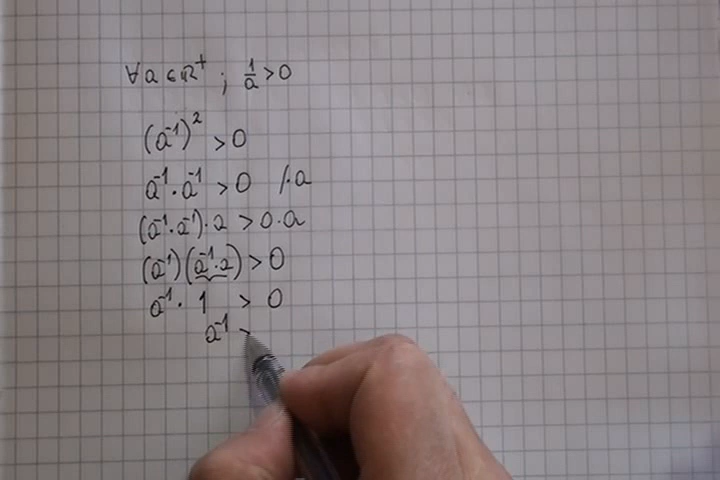 ∀a∈R⁺ ; 1/a > 0
(a⁻¹)² > 0
a⁻¹·a⁻¹ > 0 /·a
(a⁻¹·a⁻¹)·a > 0·a
(a⁻¹)(a⁻¹·a) > 0
a⁻¹· 1 > 0
a⁻¹ >